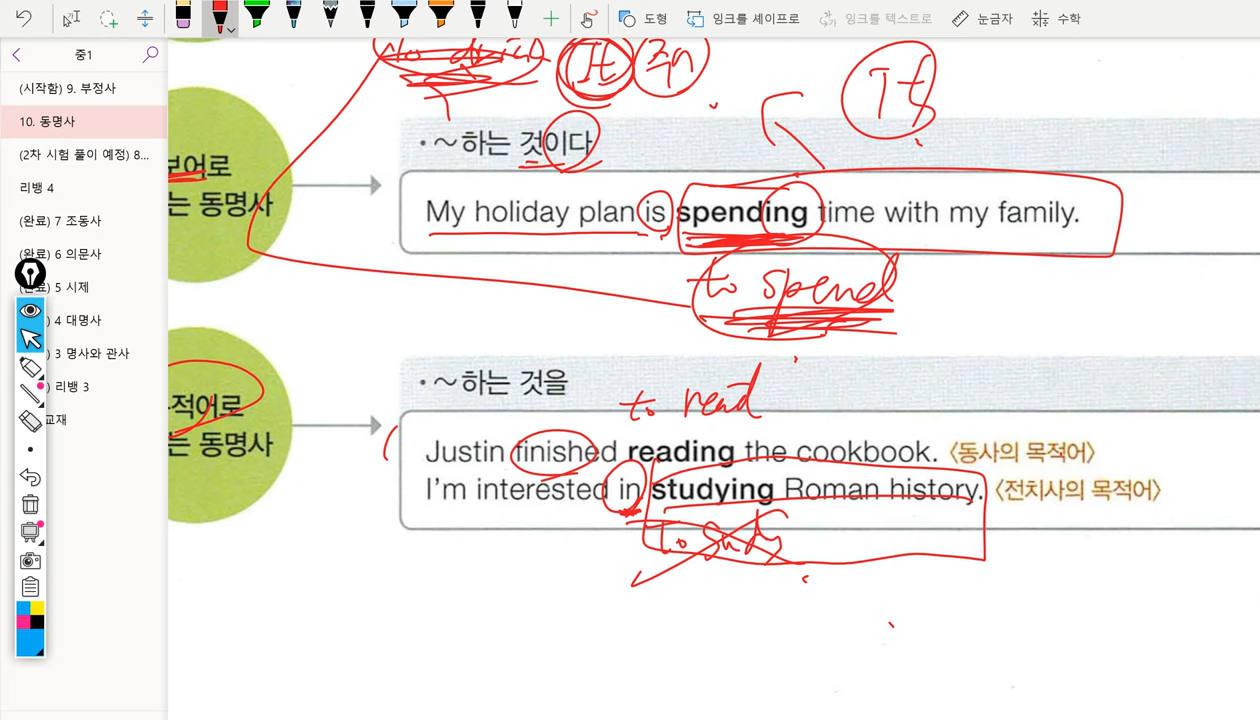 도형
잉크를 셰이프로
잉크를 텍스트로
눈금자
수학
중1
(시작함) 9. 부정사
10. 동명사
(2차 시험 풀이 예정) 8...
리뱅 4
(완료) 7 조동사
(완료) 6 의문사
5 시제
) 4 대명사
) 3 명사와 관사
) 리뱅 3
교재
It
It
보어로
는 동명사
· ~하는 것이다
My holiday plan is spending time with my family.
to spend
적어로
는 동명사
· ~하는 것을
to read
Justin finished reading the cookbook. 〈동사의 목적어〉
I'm interested in studying Roman history. 〈전치사의 목적어〉
to study